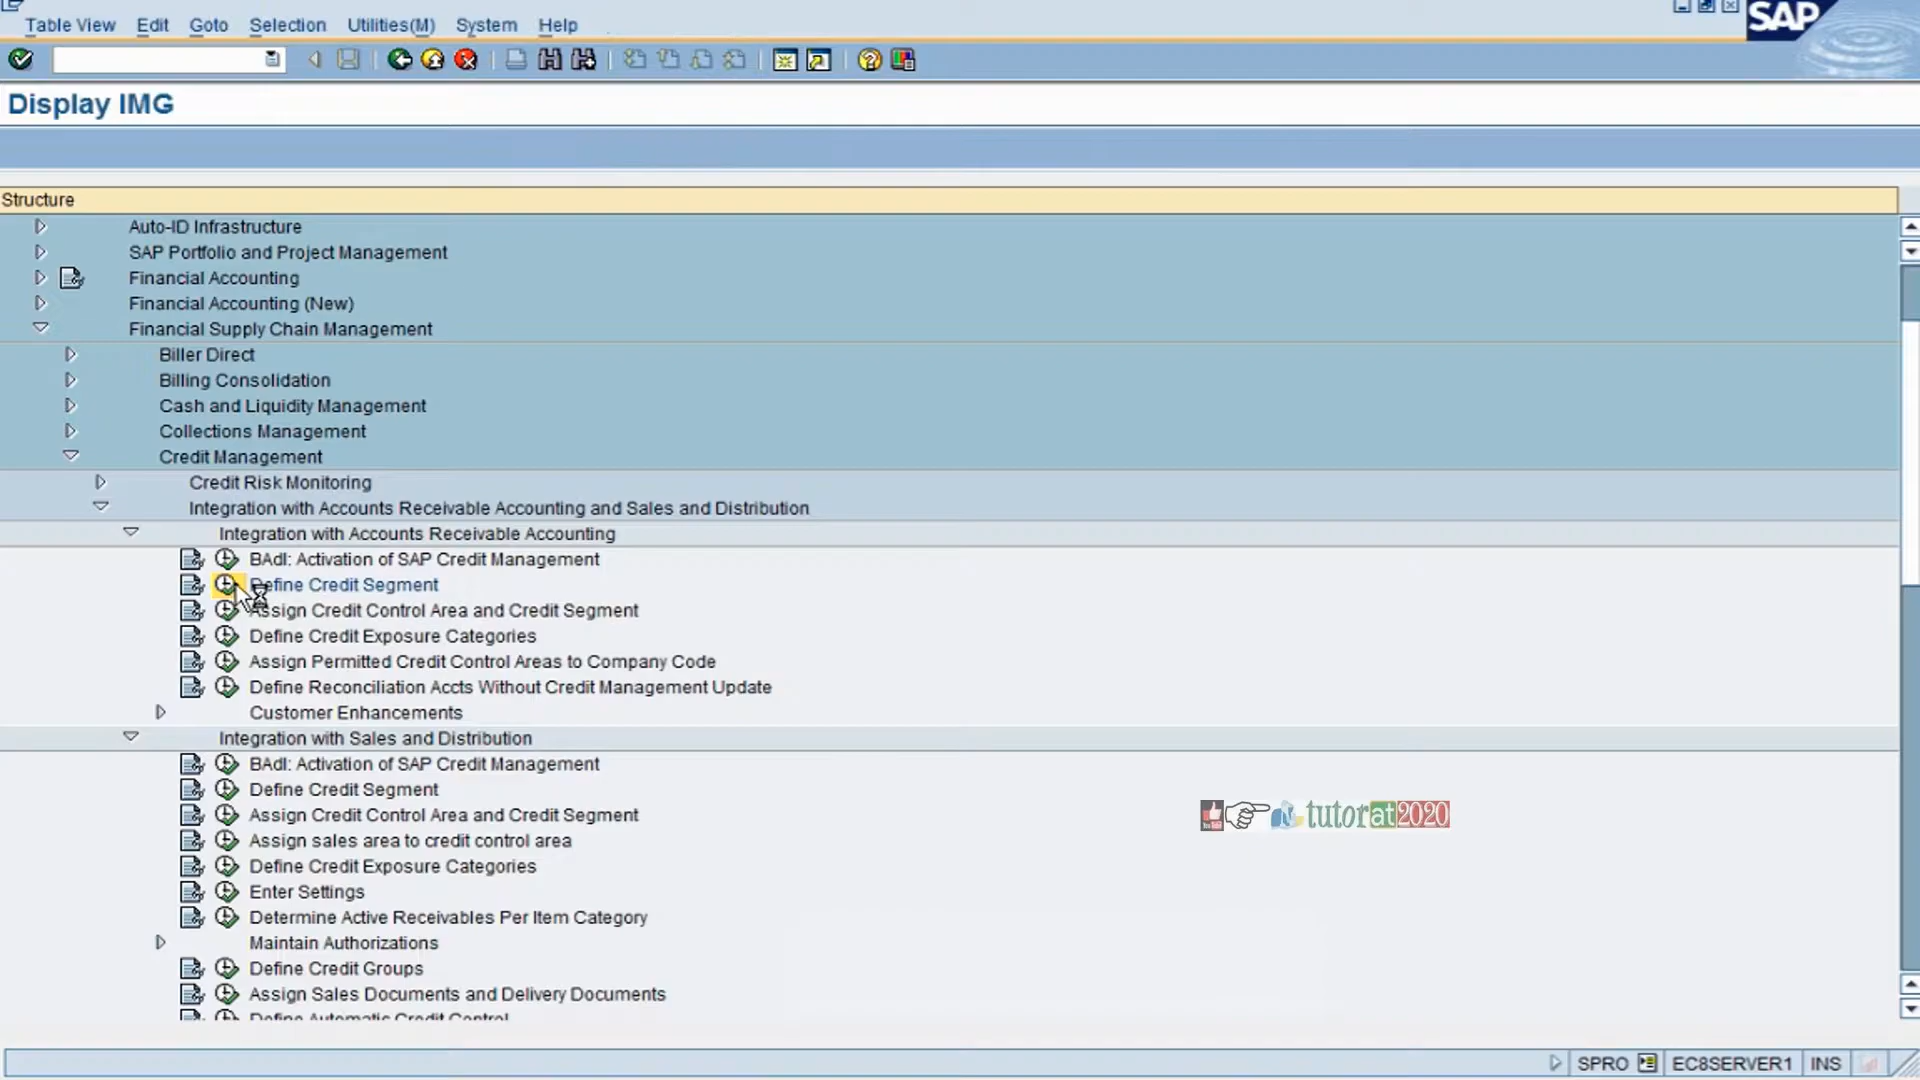 Table View Edit Goto Selection Utilities(M) System Help
SAP
Display IMG
Structure
Auto-ID Infrastructure
SAP Portfolio and Project Management
Financial Accounting
Financial Accounting (New)
Financial Supply Chain Management
Biller Direct
Billing Consolidation
Cash and Liquidity Management
Collections Management
Credit Management
Credit Risk Monitoring
Integration with Accounts Receivable Accounting and Sales and Distribution
Integration with Accounts Receivable Accounting
BAdI: Activation of SAP Credit Management
Define Credit Segment
Assign Credit Control Area and Credit Segment
Define Credit Exposure Categories
Assign Permitted Credit Control Areas to Company Code
Define Reconciliation Accts Without Credit Management Update
Customer Enhancements
Integration with Sales and Distribution
BAdI: Activation of SAP Credit Management
Define Credit Segment
Assign Credit Control Area and Credit Segment
tutorat2020
Assign sales area to credit control area
Define Credit Exposure Categories
Enter Settings
Determine Active Receivables Per Item Category
Maintain Authorizations
Define Credit Groups
Assign Sales Documents and Delivery Documents
Define Automatic Credit Control
SPRO EC8SERVER1 INS